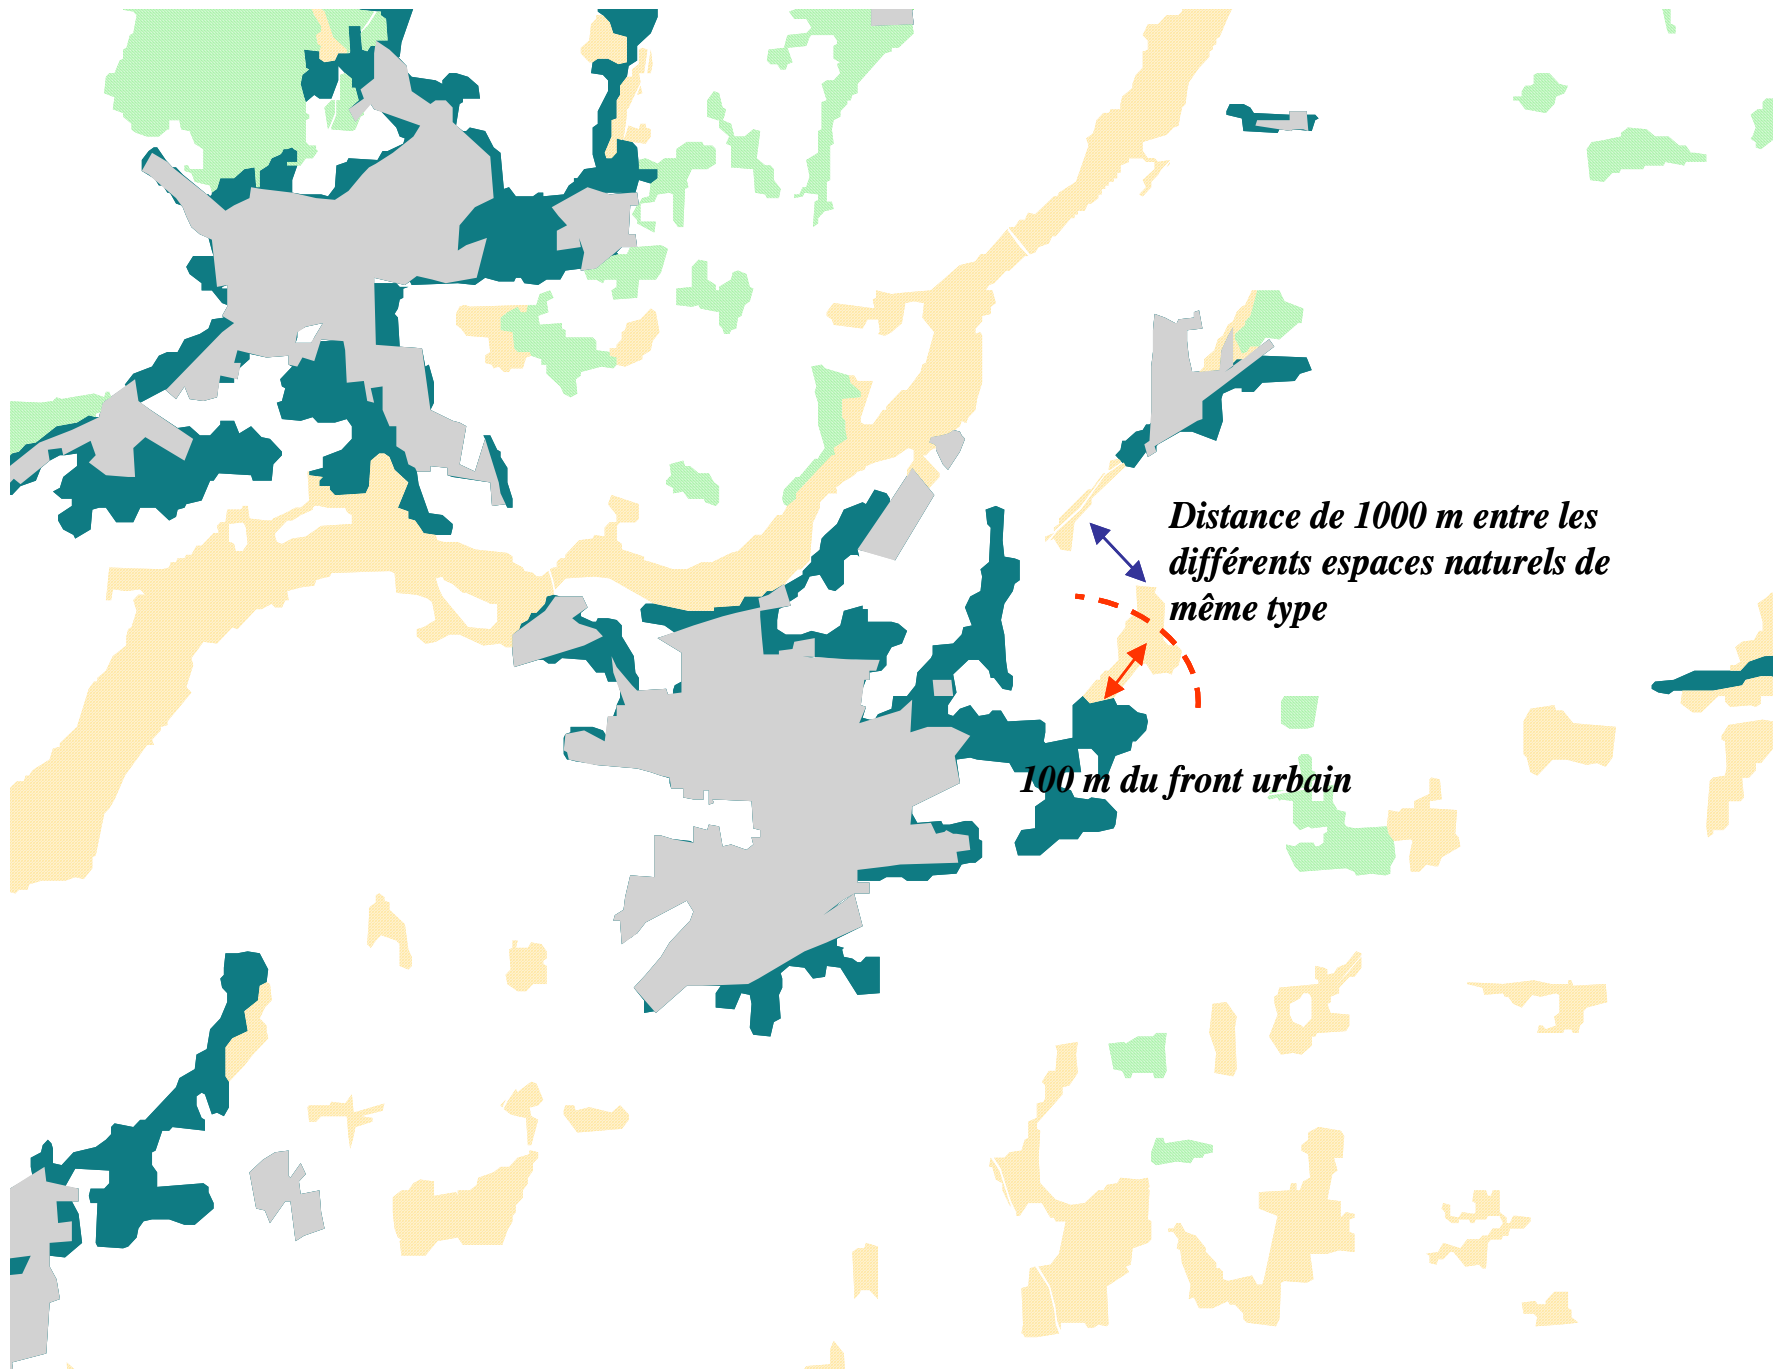 Distance de 1000 m entre les
différents espaces naturels de
même type
100 m du front urbain